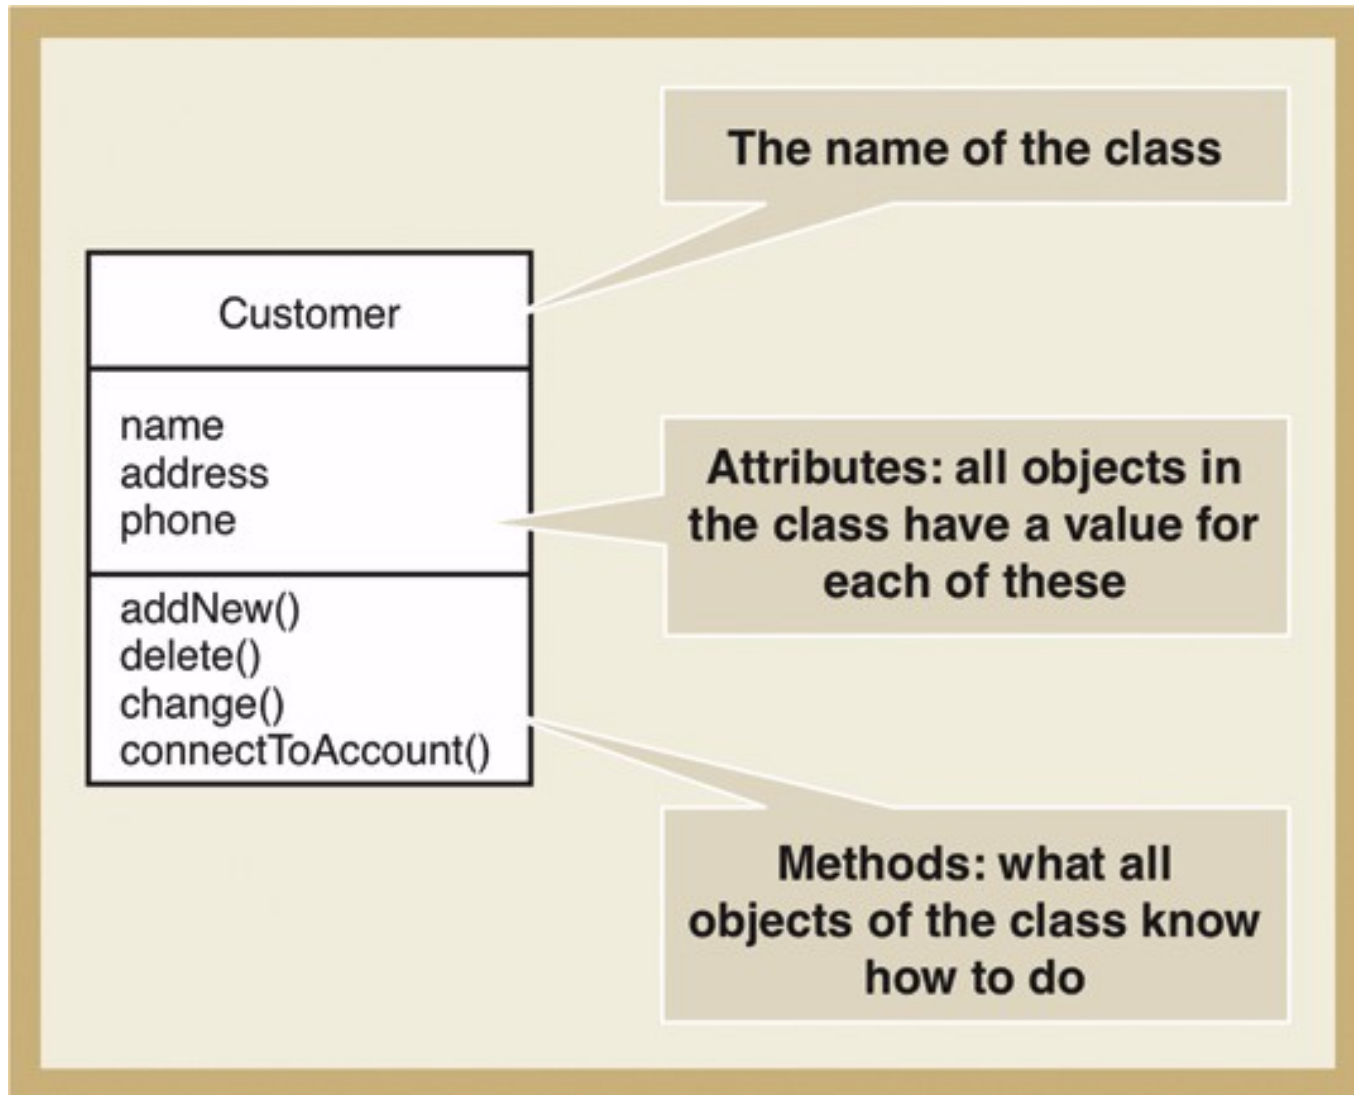 The name of the class
Customer
name
address
phone
Attributes: all objects in
the class have a value for
each of these
addNew()
delete()
change()
connectToAccount()
Methods: what all
objects of the class know
how to do